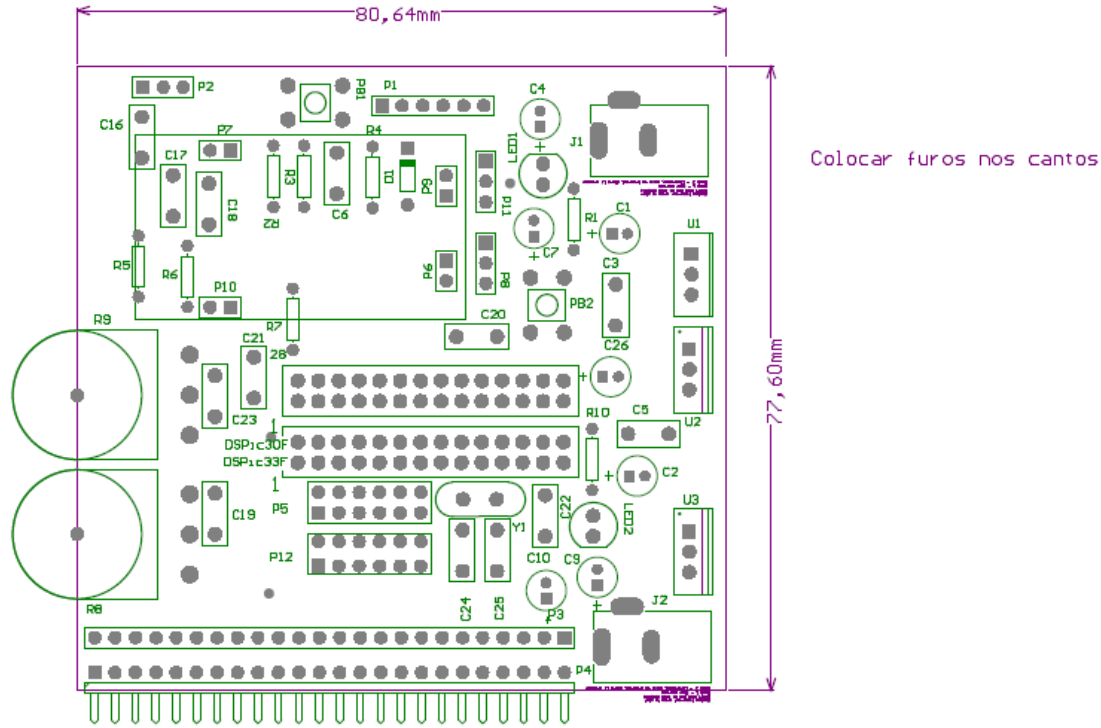 80,64mm
P2
PB1
P1
C4
C16
P7
R4
LED1
J1
Colocar furos nos cantos
C17
C18
R3
R2
C6
D1
P9
P11
R1
C1
U1
C7
R5
R6
P10
P6
P8
C3
PB2
R9
R7
C21
C20
28
C26
77,60mm
C23
1
R10
C5
U2
DSPic30F
DSPic33F
C2
1
P5
C19
Y1
C22
LED2
U3
P12
C10
C9
R8
C24
C25
P3
J2
P4